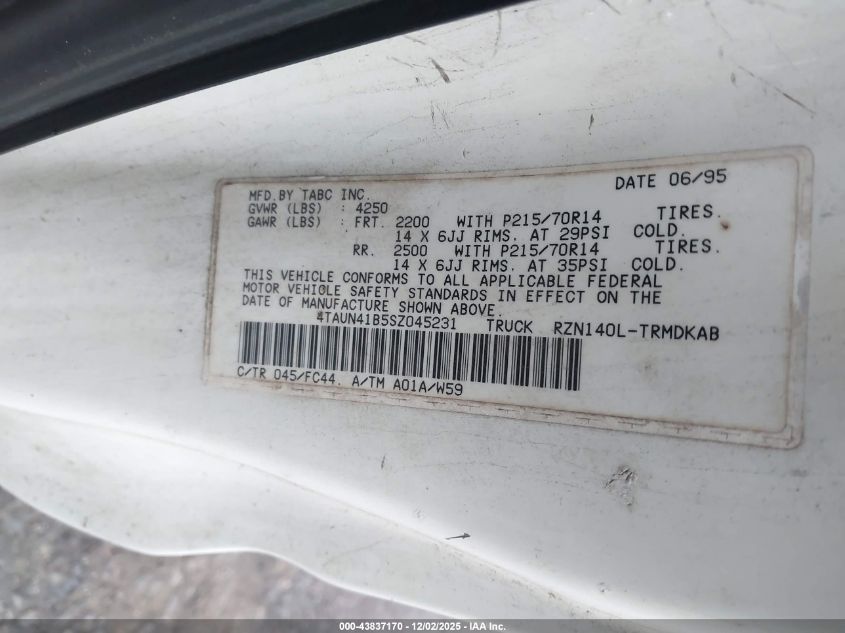 DATE 06/95
MFD.BY TABC INC.
GVWR (LBS) : 4250
GAWR (LBS) : FRT. 2200 WITH P215/70R14 TIRES.
14 X 6JJ RIMS. AT 29PSI COLD.
RR. 2500 WITH P215/70R14 TIRES.
14 X 6JJ RIMS. AT 35PSI COLD.
THIS VEHICLE CONFORMS TO ALL APPLICABLE FEDERAL
MOTOR VEHICLE SAFETY STANDARDS IN EFFECT ON THE
DATE OF MANUFACTURE SHOWN ABOVE.
4TAUN41B5SZ045231 TRUCK RZN140L-TRMDKAB
C/TR 045/FC44. A/TM A01A/W59
000-43837170 - 12/02/2025 - © IAA Inc.